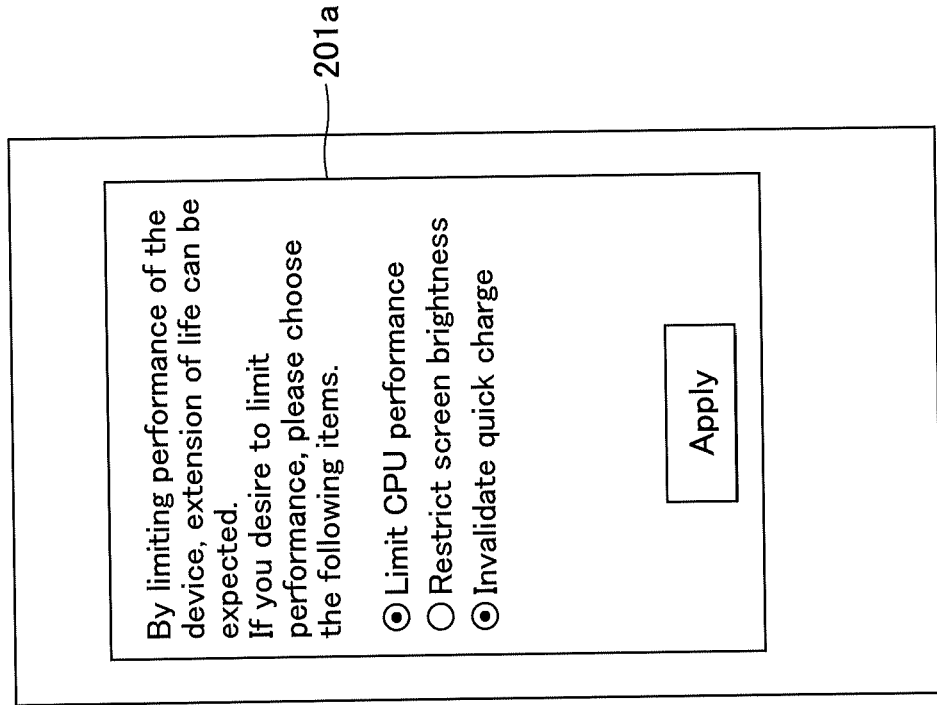 By limiting performance of the
device, extension of life can be
expected.
If you desire to limit
performance, please choose
the following items.
Limit CPU performance
Restrict screen brightness
Invalidate quick charge
Apply
201a